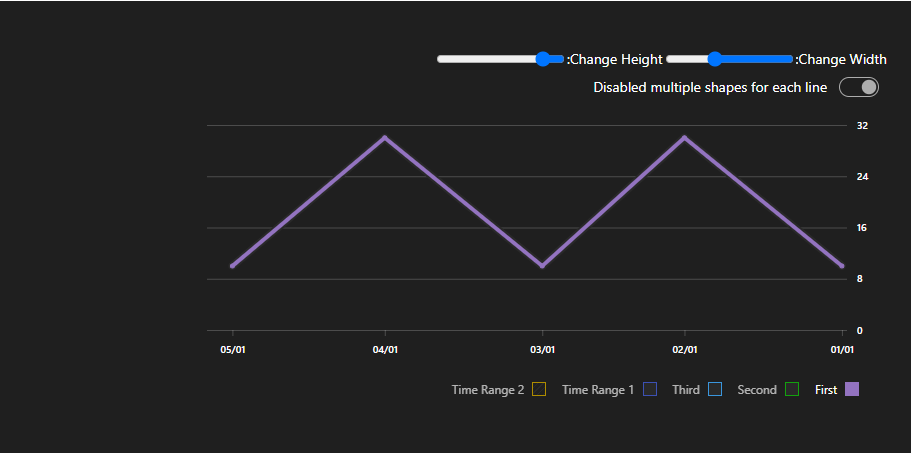 :Change Height :Change Width
Disabled multiple shapes for each line
32
24
16
8
0
05/01 04/01 03/01 02/01 01/01
Time Range 2 Time Range 1 Third Second First